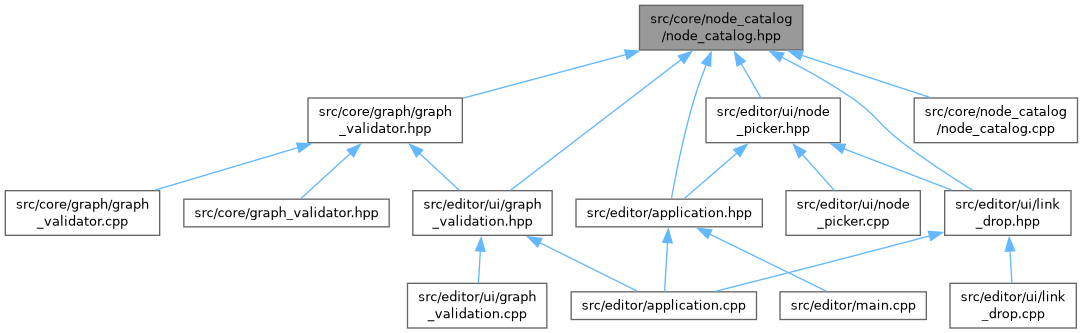 src/core/node_catalog
/node_catalog.hpp
src/core/graph/graph
_validator.hpp
src/editor/ui/node
_picker.hpp
src/core/node_catalog
/node_catalog.cpp
src/core/graph/graph
_validator.cpp
src/core/graph_validator.hpp
src/editor/ui/graph
_validation.hpp
src/editor/application.hpp
src/editor/ui/node
_picker.cpp
src/editor/ui/link
_drop.hpp
src/editor/ui/graph
_validation.cpp
src/editor/application.cpp
src/editor/main.cpp
src/editor/ui/link
_drop.cpp